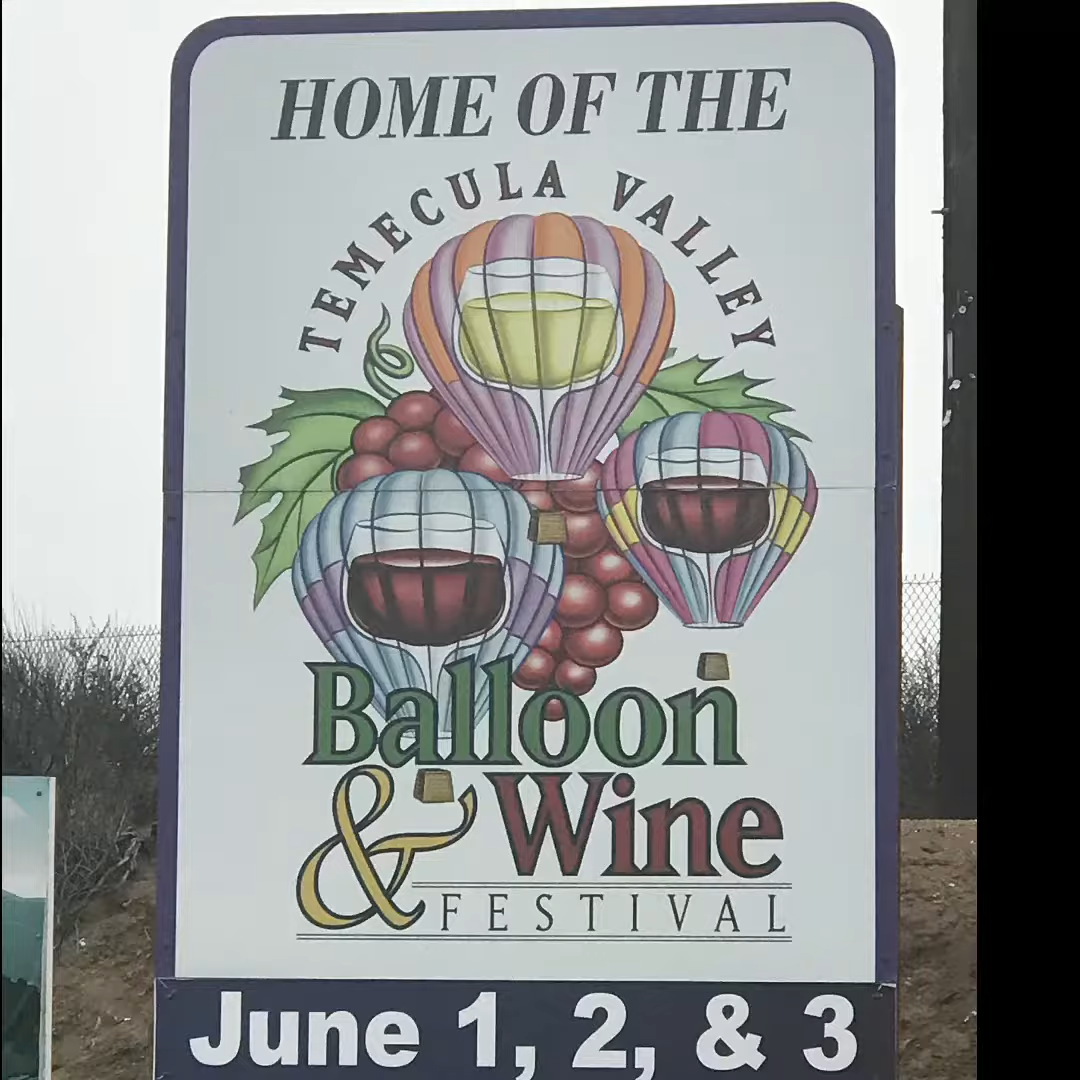 HOME OF THE
TEMECULA VALLEY
Balloon
& Wine
FESTIVAL
June 1, 2, & 3